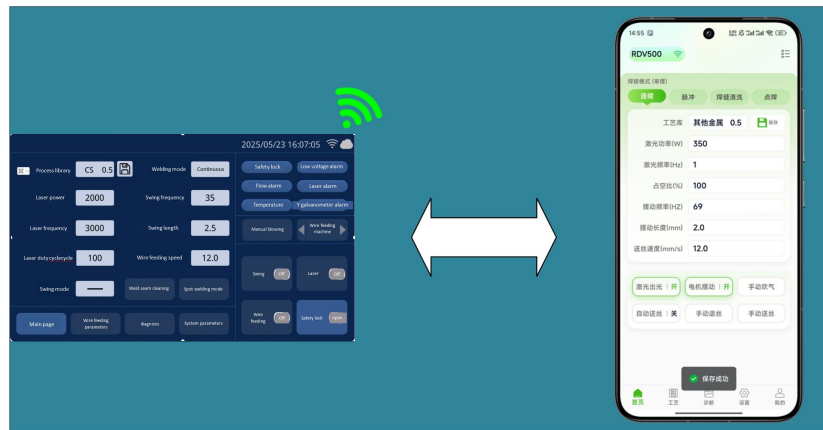 2025/05/23 16:07:05
Process library CS 0.5 Welding mode Continuous
Laser power 2000 Swing frequency 35
Laser frequency 3000 Swing length 2.5
Laser duty cyclecycle 100 Wire feeding speed 12.0
Swing mode — Weld seam cleaning Spot welding mode
Main page Wire feeding parameters diagnosis System parameters
Safety lock Low voltage alarm
Flow alarm Laser alarm
Temperature Y galvanometer alarm
Manual blowing Wire feeding machine
Swing Off Laser Off
Wire feeding Off Safety lock open
14:55
RDV500
焊接模式 (单摆)
连续 脉冲 焊缝清洗 点焊
工艺库 其他金属 0.5 保存
激光功率(W) 350
激光频率(Hz) 1
占空比(%) 100
摆动频率(HZ) 69
摆动长度(mm) 2.0
送丝速度(mm/s) 12.0
激光出光 | 开 电机摆动 | 开 手动吹气
自动送丝 | 关 手动退丝 手动送丝
保存成功
首页 工艺 诊断 设置 我的